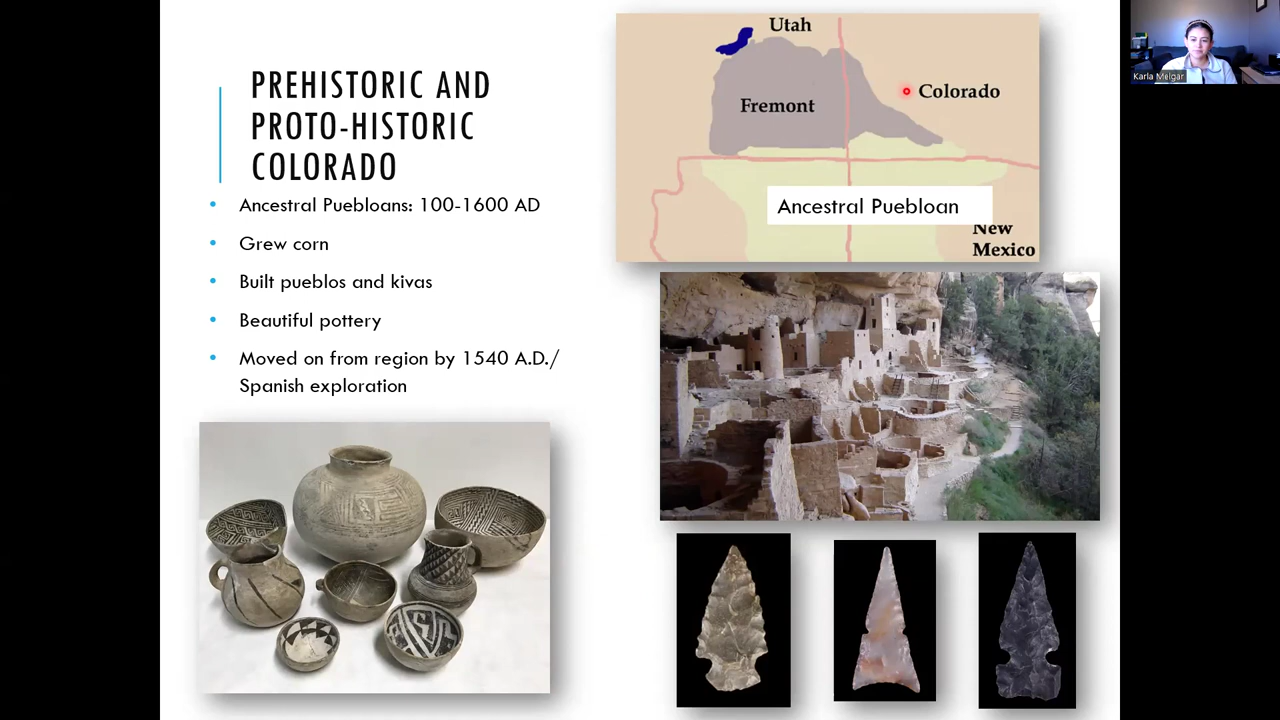 PREHISTORIC AND
PROTO-HISTORIC
COLORADO
• Ancestral Puebloans: 100-1600 AD
• Grew corn
• Built pueblos and kivas
• Beautiful pottery
• Moved on from region by 1540 A.D./
Spanish exploration
Utah
Fremont
Colorado
Ancestral Puebloan
New
Mexico
Karla Melgar